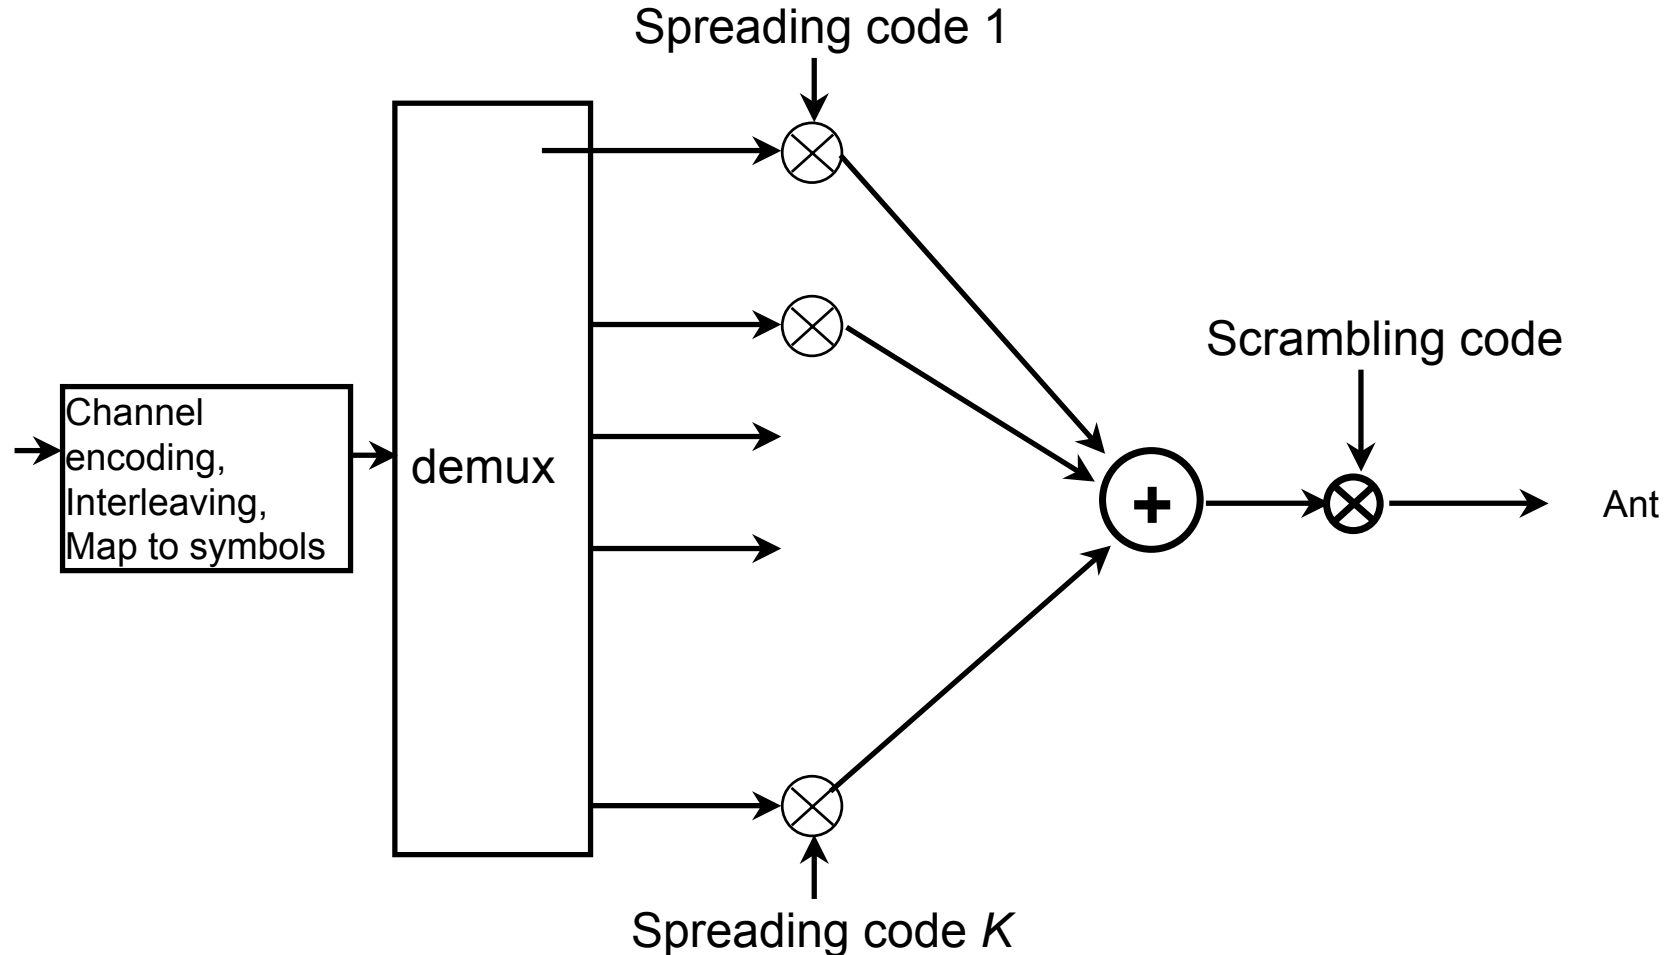 Spreading code 1
Scrambling code
Channel
encoding,
Interleaving,
Map to symbols
demux
+
Ant
Spreading code K